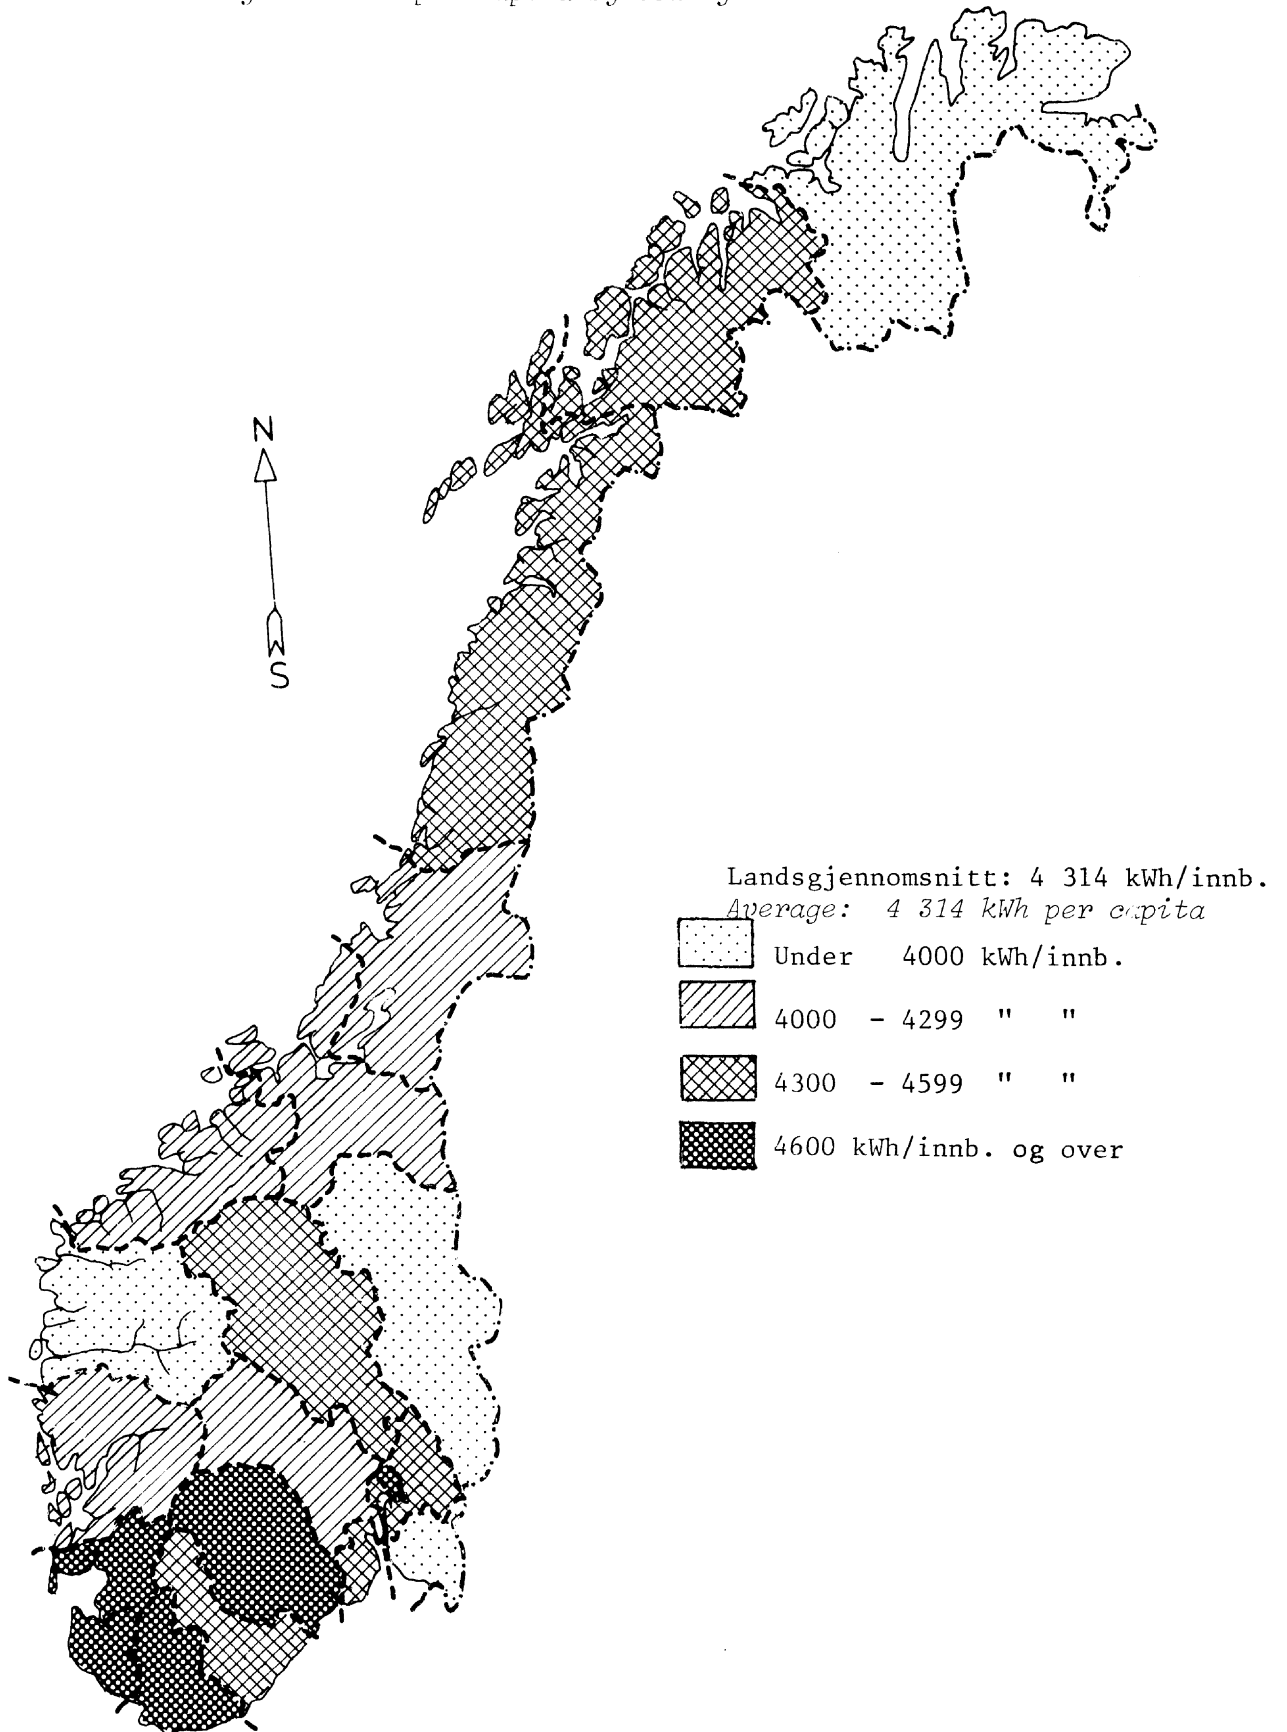 N
S
Landsgjennomsnitt: 4 314 kWh/innb.
Average: 4 314 kWh per capita
Under 4000 kWh/innb.
4000 - 4299 " "
4300 - 4599 " "
4600 kWh/innb. og over